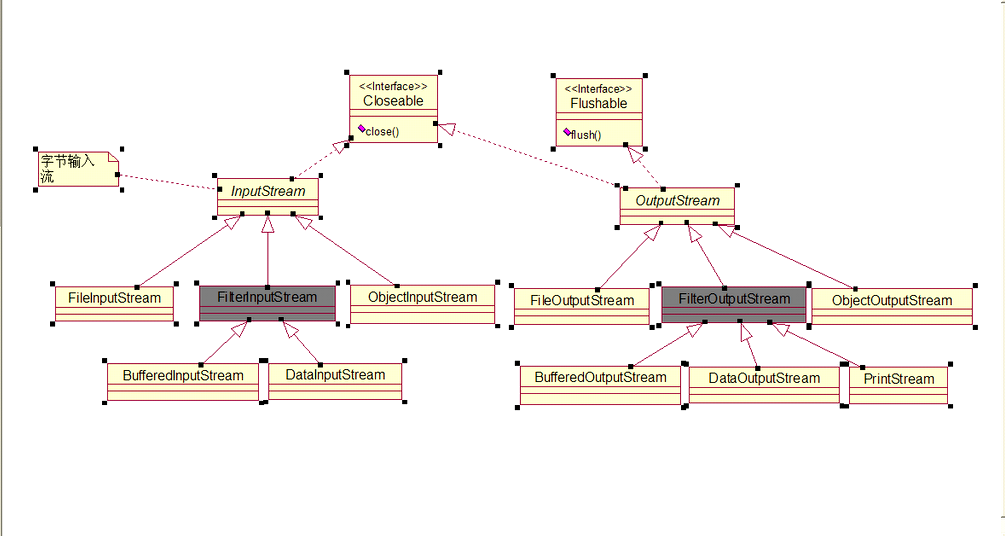 <<Interface>>
Closeable
close()
<<Interface>>
Flushable
flush()
字节输入
流
InputStream
OutputStream
FileInputStream
FilterInputStream
ObjectInputStream
FileOutputStream
FilterOutputStream
ObjectOutputStream
BufferedInputStream
DataInputStream
BufferedOutputStream
DataOutputStream
PrintStream